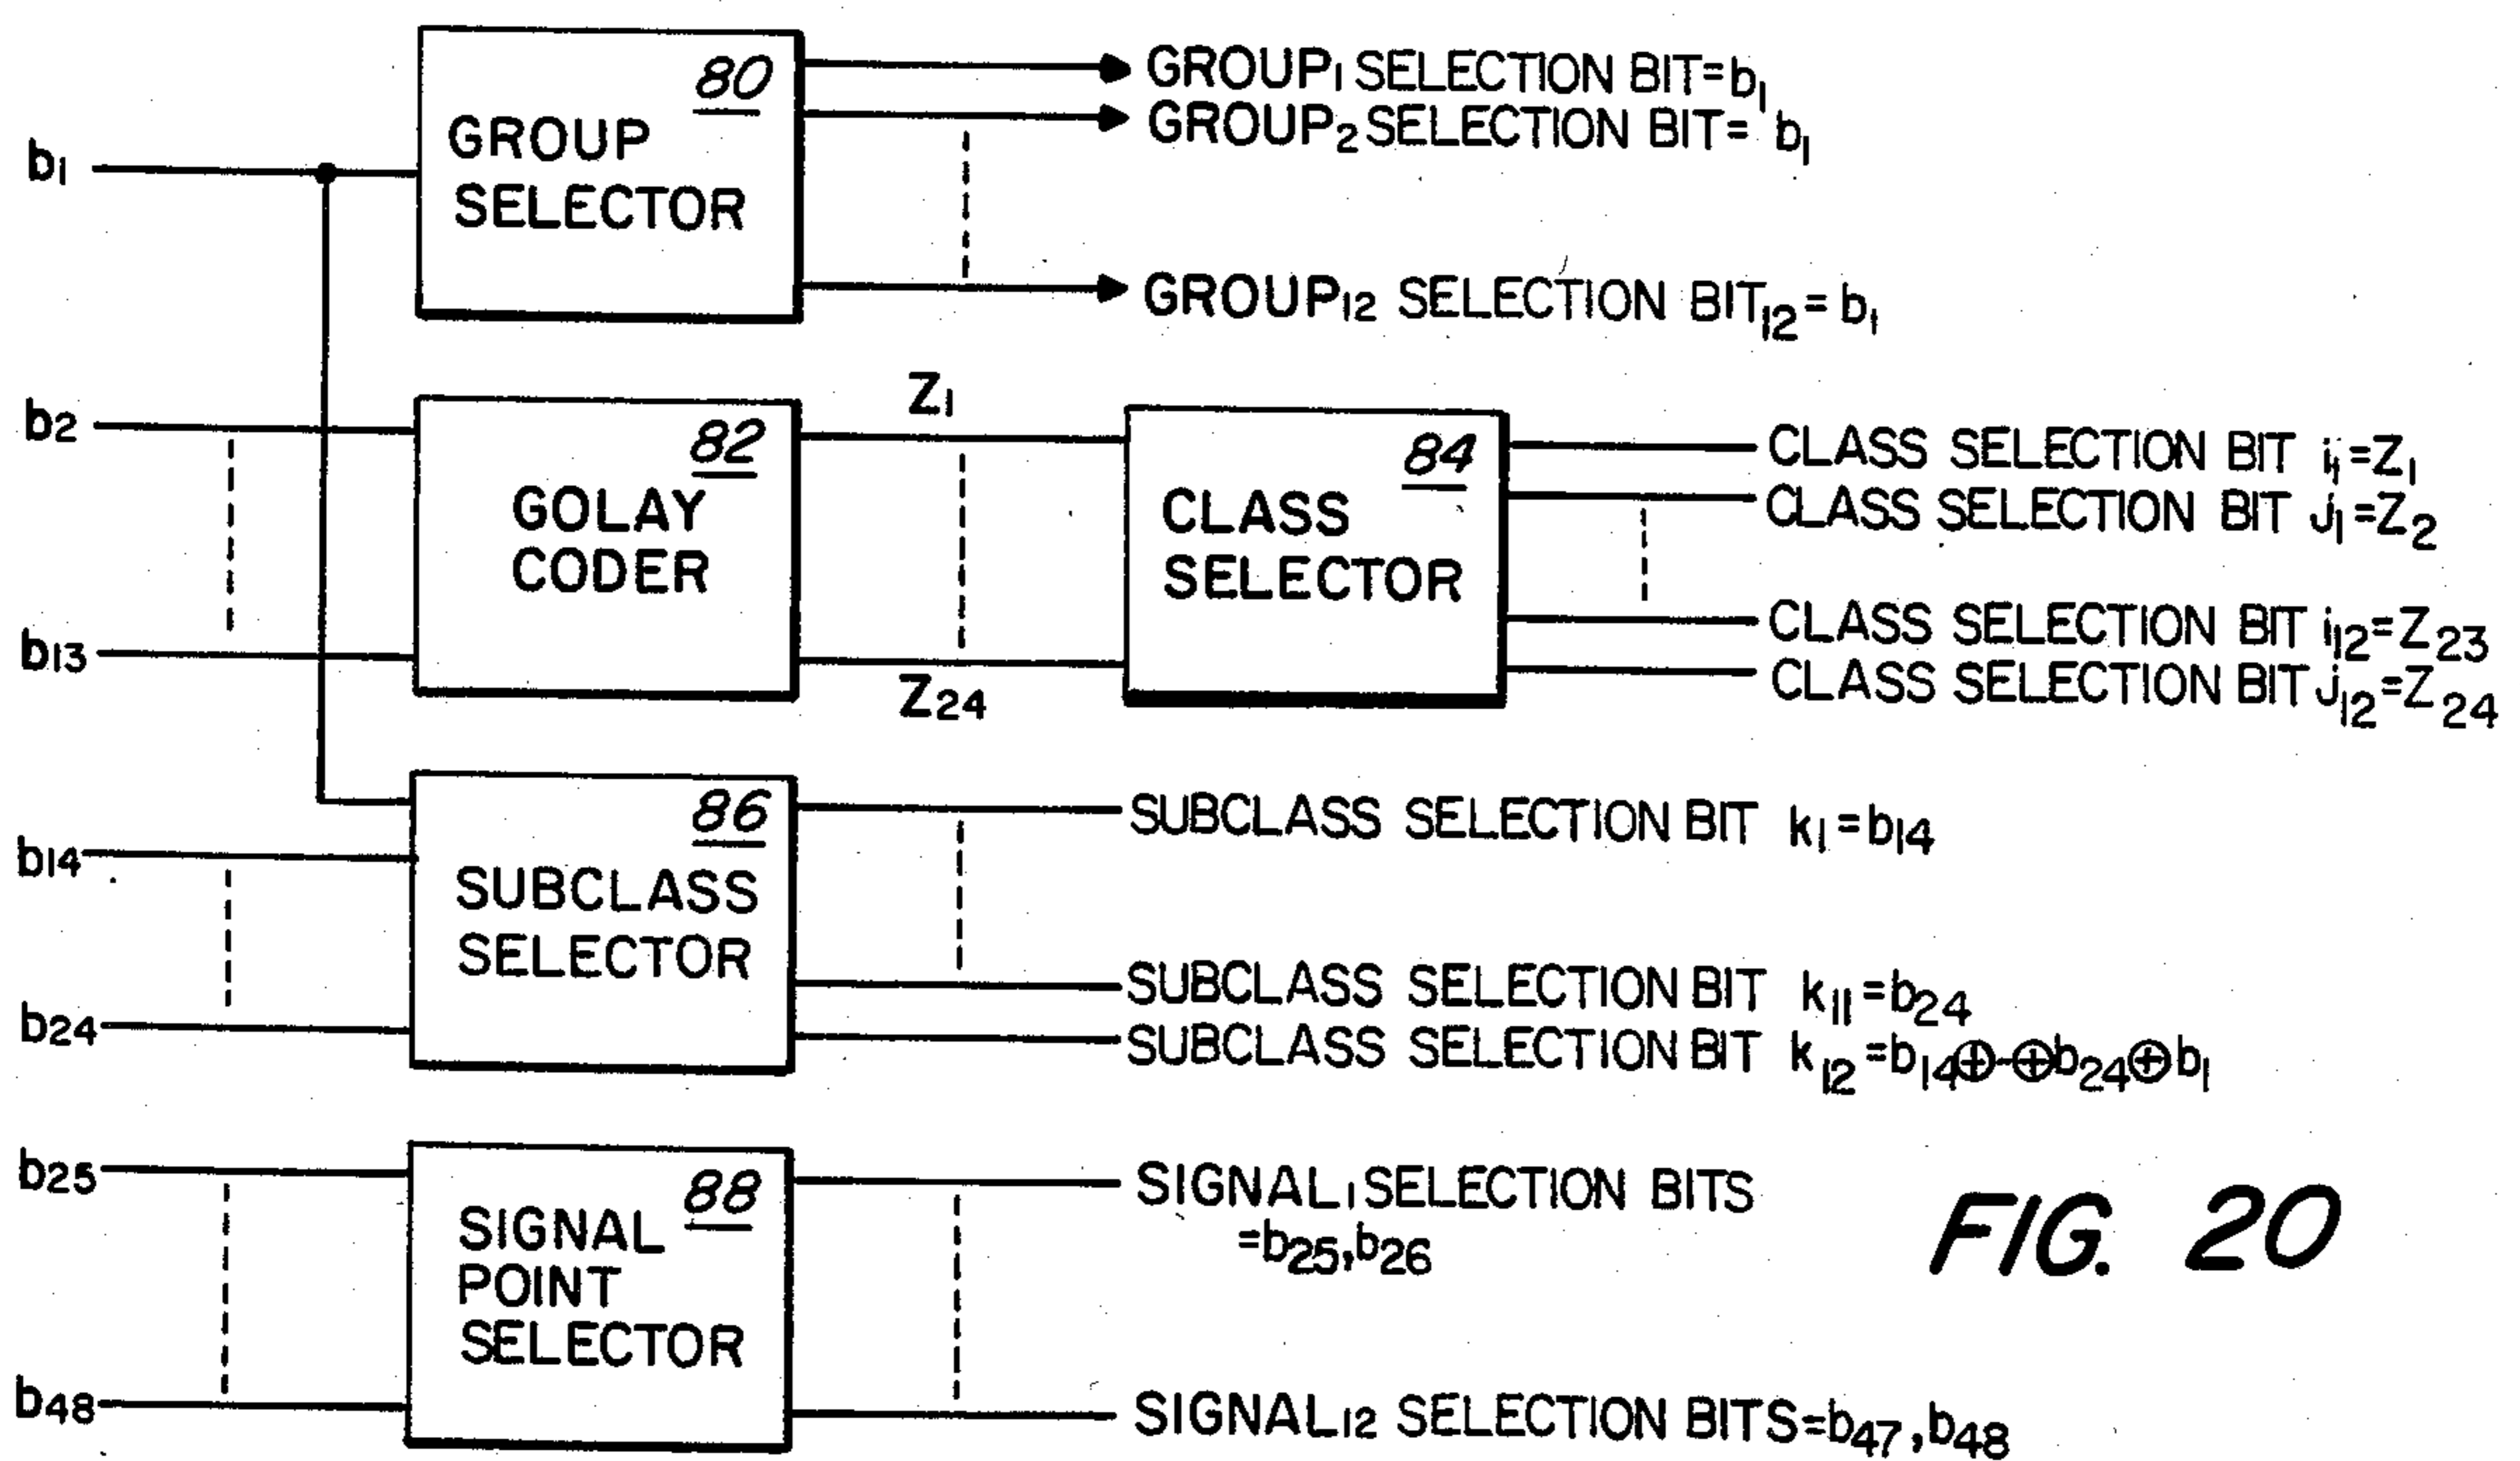 b1
80
GROUP
SELECTOR
GROUP1 SELECTION BIT=b1
GROUP2 SELECTION BIT= b1
GROUP12 SELECTION BIT12=b1
b2
b13
82
GOLAY
CODER
Z1
Z24
84
CLASS
SELECTOR
CLASS SELECTION BIT i1=Z1
CLASS SELECTION BIT j1=Z2
CLASS SELECTION BIT i12=Z23
CLASS SELECTION BIT j12=Z24
b14
b24
86
SUBCLASS
SELECTOR
SUBCLASS SELECTION BIT k1=b14
SUBCLASS SELECTION BIT k11=b24
SUBCLASS SELECTION BIT k12=b14⊕-⊕b24⊕b1
b25
b48
88
SIGNAL
POINT
SELECTOR
SIGNAL1 SELECTION BITS
=b25,b26
SIGNAL12 SELECTION BITS=b47,b48
FIG. 20